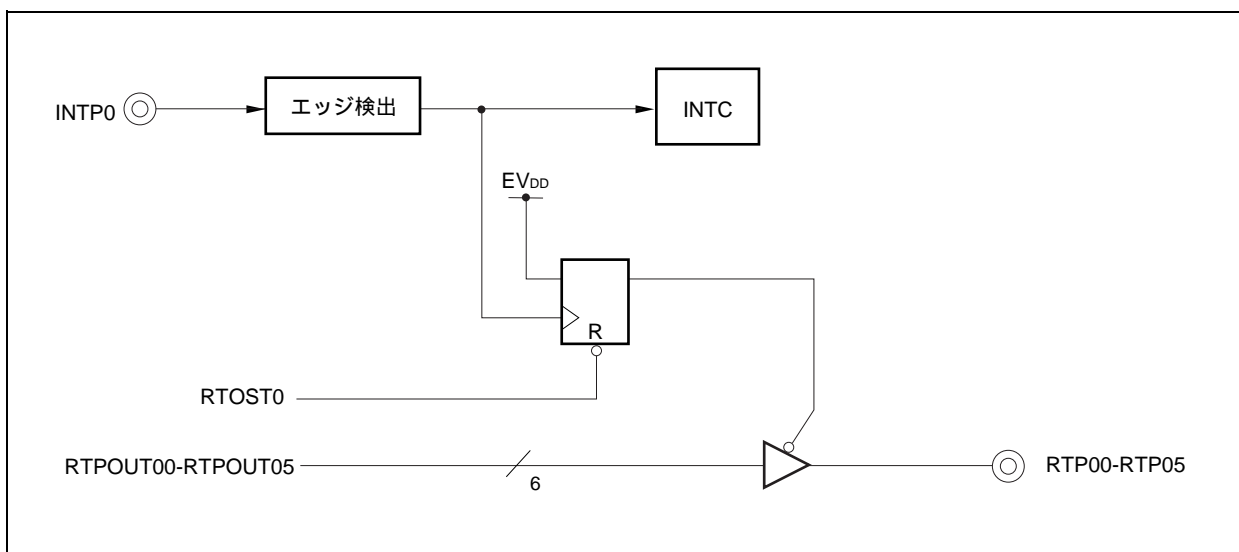 INTP0
エッジ検出
INTC
EVDD
R
RTOST0
RTPOUT00-RTPOUT05
6
RTP00-RTP05